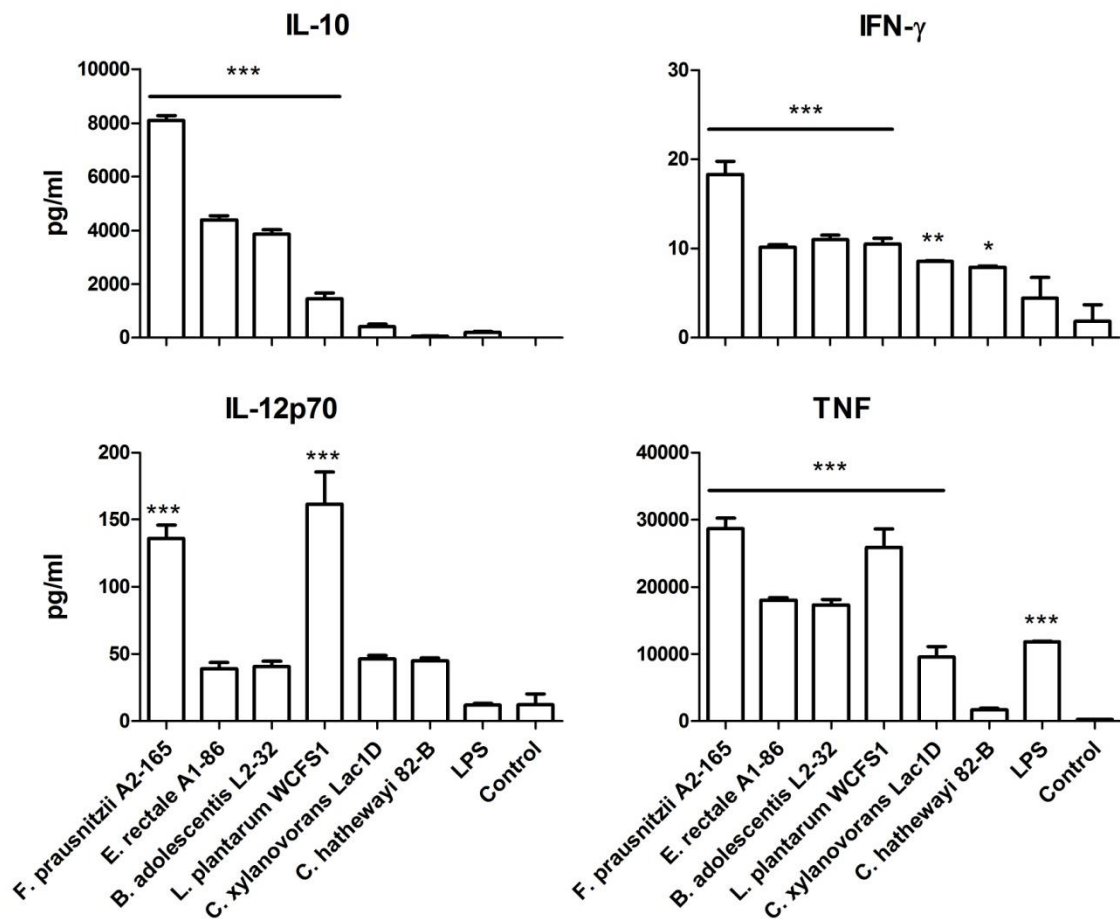 IL-10
10000
8000
6000
4000
2000
0
pg/ml
***
IFN-γ
30
20
10
0
***
**
*
IL-12p70
200
150
100
50
0
pg/ml
***
***
F. prausnitzii A2-165
E. rectale A1-86
B. adolescentis L2-32
L. plantarum WCFS1
C. xylanovorans Lac1D
C. hathewayi 82-B
LPS
Control
TNF
40000
30000
20000
10000
0
***
***
F. prausnitzii A2-165
E. rectale A1-86
B. adolescentis L2-32
L. plantarum WCFS1
C. xylanovorans Lac1D
C. hathewayi 82-B
LPS
Control